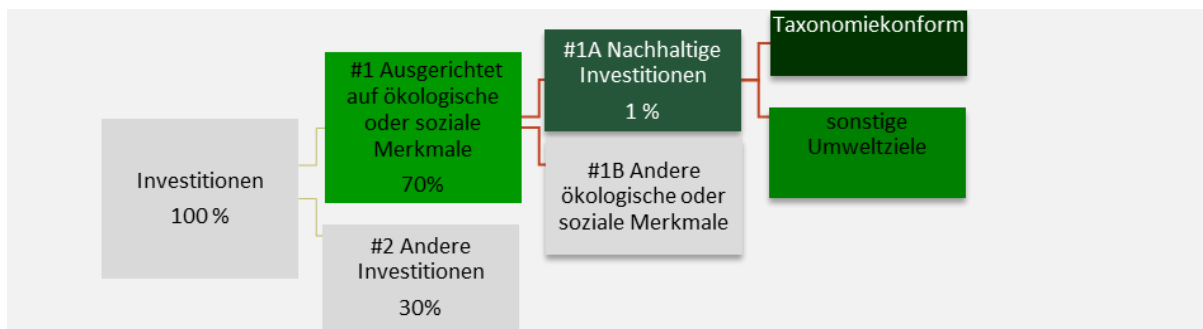 Investitionen
100 %
#1 Ausgerichtet
auf ökologische
oder soziale
Merkmale
70%
#2 Andere
Investitionen
30%
#1A Nachhaltige
Investitionen
1 %
#1B Andere
ökologische oder
soziale Merkmale
Taxonomiekonform
sonstige
Umweltziele